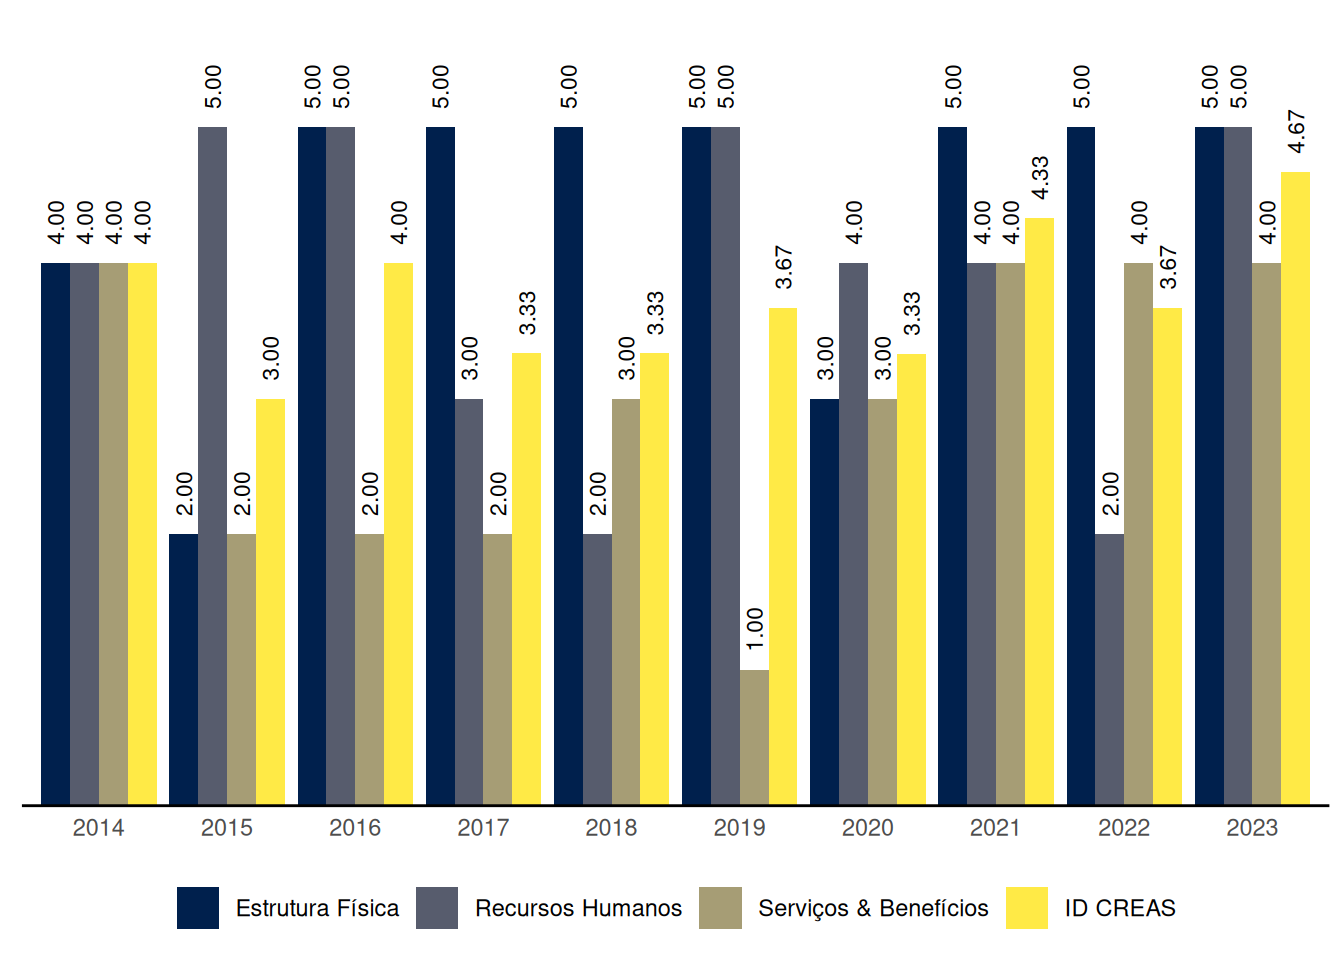 4.00 4.00 4.00 4.00
2.00 5.00 2.00 3.00
5.00 5.00 2.00 4.00
5.00 3.00 2.00 3.33
5.00 2.00 3.00 3.33
5.00 5.00 1.00 3.67
3.00 4.00 3.00 3.33
5.00 4.00 4.00 4.33
5.00 2.00 4.00 3.67
5.00 5.00 4.00 4.67
2014 2015 2016 2017 2018 2019 2020 2021 2022 2023
Estrutura Física Recursos Humanos Serviços & Benefícios ID CREAS